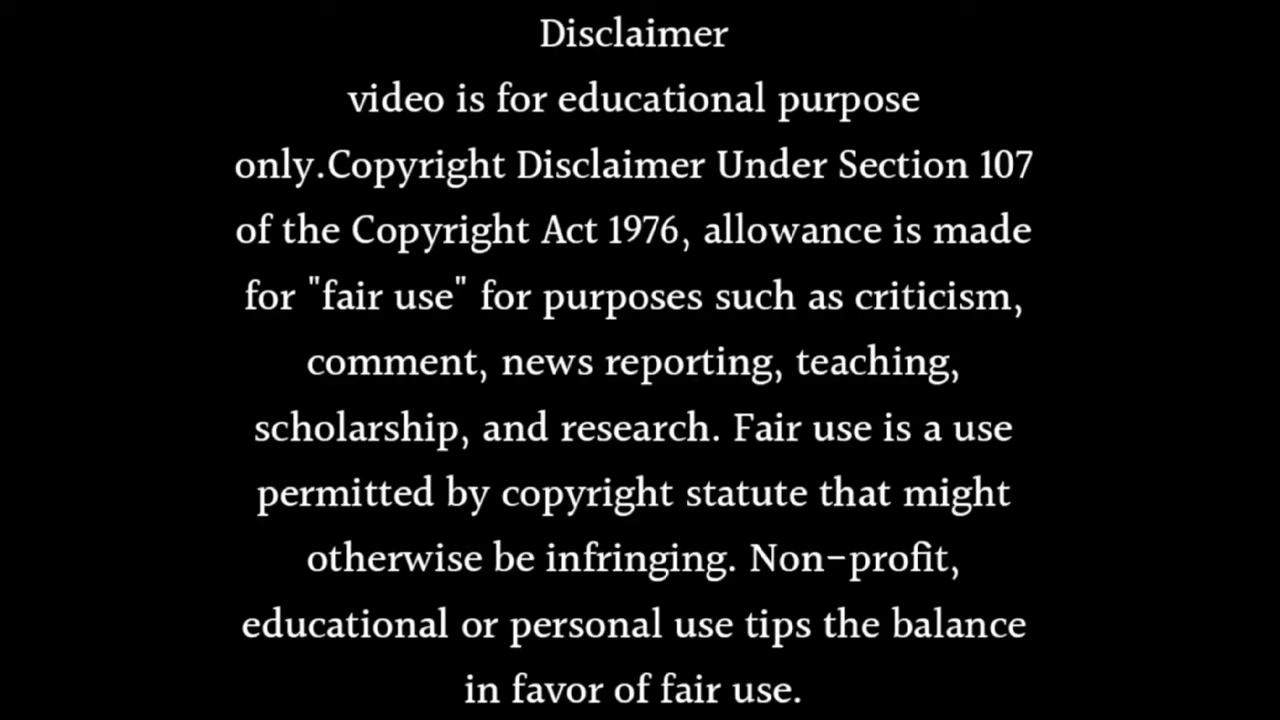 Disclaimer
video is for educational purpose
only.Copyright Disclaimer Under Section 107
of the Copyright Act 1976, allowance is made
for "fair use" for purposes such as criticism,
comment, news reporting, teaching,
scholarship, and research. Fair use is a use
permitted by copyright statute that might
otherwise be infringing. Non-profit,
educational or personal use tips the balance
in favor of fair use.